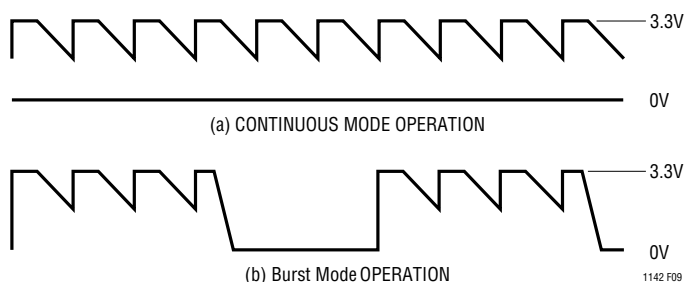 3.3V
0V
(a) CONTINUOUS MODE OPERATION
3.3V
0V
(b) Burst Mode OPERATION
1142 F09